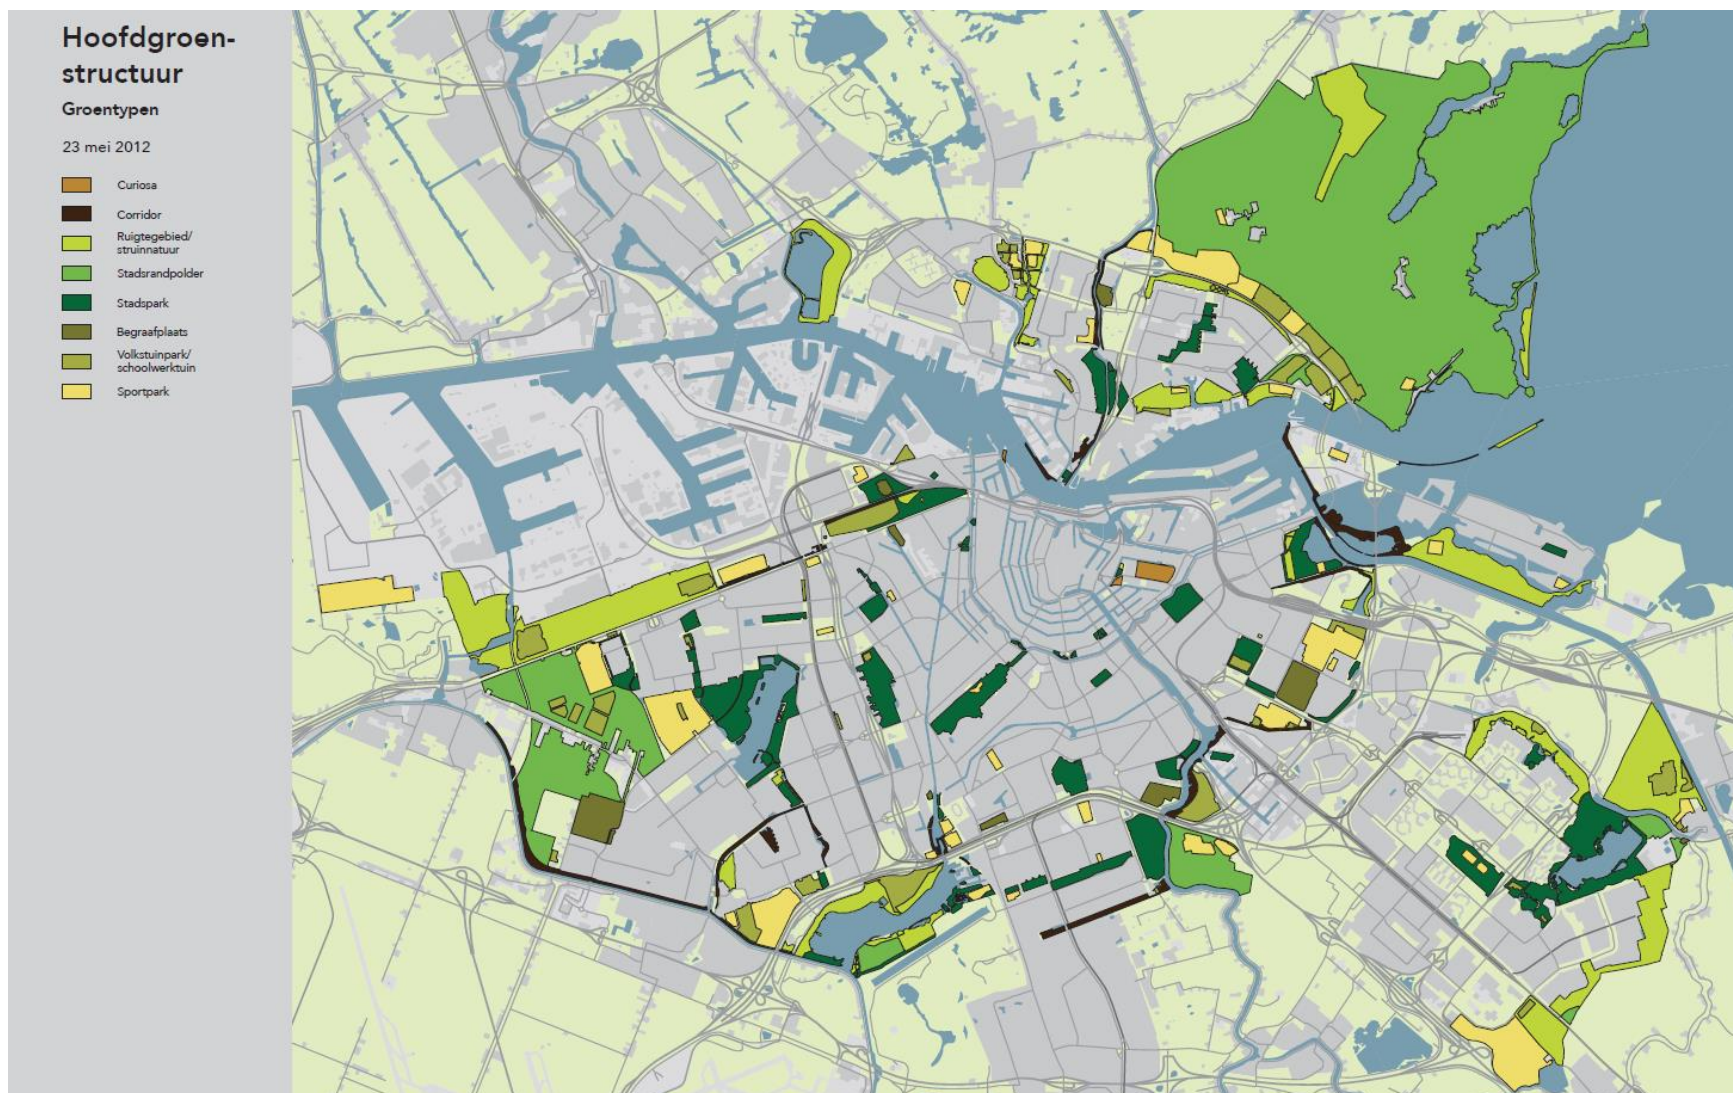 Hoofdgroen-
structuur
Groentypen
23 mei 2012
Curiosa
Corridor
Ruigtegebied/
struinnatuur
Stadsrandpolder
Stadspark
Begraafplaats
Volkstuinpark/
schoolwerktuin
Sportpark